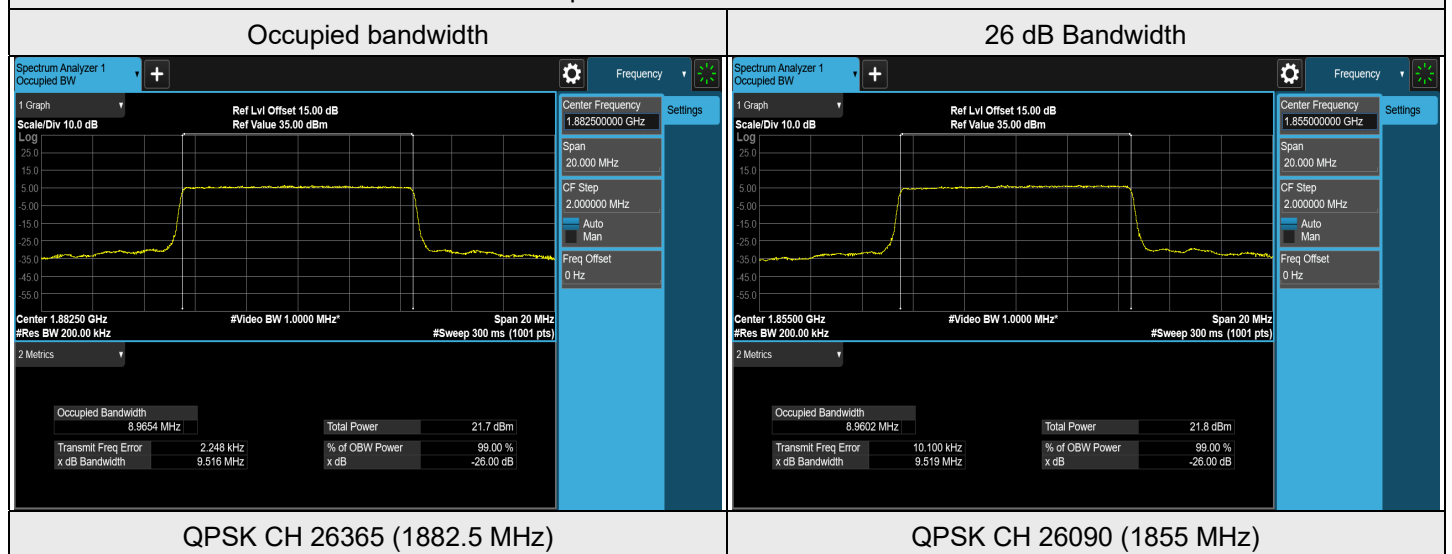 Occupied bandwidth
26 dB Bandwidth
Spectrum Analyzer 1
Occupied BW
+
Frequency
1 Graph
Ref Lvl Offset 15.00 dB
Scale/Div 10.0 dB
Ref Value 35.00 dBm
Log
25.0
15.0
5.00
-5.00
-15.0
-25.0
-35.0
-45.0
-55.0
Center 1.88250 GHz
#Video BW 1.0000 MHz*
Span 20 MHz
#Res BW 200.00 kHz
#Sweep 300 ms (1001 pts)
Center Frequency
1.882500000 GHz
Settings
Span
20.000 MHz
CF Step
2.000000 MHz
Auto
Man
Freq Offset
0 Hz
2 Metrics
Occupied Bandwidth
8.9654 MHz
Total Power 21.7 dBm
Transmit Freq Error 2.248 kHz
% of OBW Power 99.00 %
x dB Bandwidth 9.516 MHz
x dB -26.00 dB
Spectrum Analyzer 1
Occupied BW
+
Frequency
1 Graph
Ref Lvl Offset 15.00 dB
Scale/Div 10.0 dB
Ref Value 35.00 dBm
Log
25.0
15.0
5.00
-5.00
-15.0
-25.0
-35.0
-45.0
-55.0
Center 1.85500 GHz
#Video BW 1.0000 MHz*
Span 20 MHz
#Res BW 200.00 kHz
#Sweep 300 ms (1001 pts)
Center Frequency
1.855000000 GHz
Settings
Span
20.000 MHz
CF Step
2.000000 MHz
Auto
Man
Freq Offset
0 Hz
2 Metrics
Occupied Bandwidth
8.9602 MHz
Total Power 21.8 dBm
Transmit Freq Error 10.100 kHz
% of OBW Power 99.00 %
x dB Bandwidth 9.519 MHz
x dB -26.00 dB
QPSK CH 26365 (1882.5 MHz)
QPSK CH 26090 (1855 MHz)